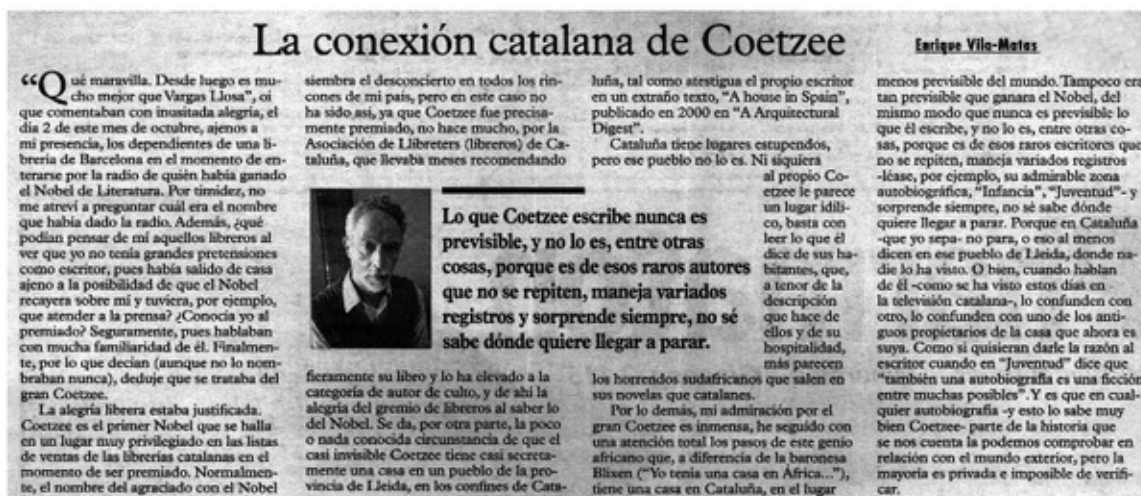 La conexión catalana de Coetzee
Enrique Vila-Matas
“Qué maravilla. Desde luego es mu-
cho mejor que Vargas Llosa”, oí
que comentaban con inusitada alegría, el
día 2 de este mes de octubre, ajenos a
mi presencia, los dependientes de una li-
brería de Barcelona en el momento de en-
terarse por la radio de quién había ganado
el Nobel de Literatura. Por timidez, no
me atreví a preguntar cuál era el nombre
que había dado la radio. Además, ¿qué
podían pensar de mí aquellos libreros al
ver que yo no tenía grandes pretensiones
como escritor, pues había salido de casa
ajeno a la posibilidad de que el Nobel
recayera sobre mí y tuviera, por ejemplo,
que atender a la prensa? ¿Conocía yo al
premiado? Seguramente, pues hablaban
con mucha familiaridad de él. Finalmen-
te, por lo que decían (aunque no lo nom-
braban nunca), deduje que se trataba del
gran Coetzee.
La alegría librera estaba justificada.
Coetzee es el primer Nobel que se halla
en un lugar muy privilegiado en las listas
de ventas de las librerías catalanas en el
momento de ser premiado. Normalmen-
te, el nombre del agraciado con el Nobel
siembra el desconcierto en todos los rin-
cones de mi país, pero en este caso no
ha sido así, ya que Coetzee fue precisa-
mente premiado, no hace mucho, por la
Asociación de Llibreters (libreros) de Ca-
taluña, que llevaba meses recomendando
Lo que Coetzee escribe nunca es
previsible, y no lo es, entre otras
cosas, porque es de esos raros autores
que no se repiten, maneja variados
registros y sorprende siempre, no sé
sabe dónde quiere llegar a parar.
fieramente su libro y lo ha elevado a la
categoría de autor de culto, y de ahí la
alegría del gremio de libreros al saber lo
del Nobel. Se da, por otra parte, la poco
o nada conocida circunstancia de que el
casi invisible Coetzee tiene casi secreta-
mente una casa en un pueblo de la pro-
vincia de Lleida, en los confines de Cata-
luña, tal como atestigua el propio escritor
en un extraño texto, “A house in Spain”,
publicado en 2000 en “A Arquitectural
Digest”.
Cataluña tiene lugares estupendos,
pero ese pueblo no lo es. Ni siquiera
al propio Co-
etzee le parece
un lugar idíli-
co, basta con
leer lo que él
dice de sus ha-
bitantes, que,
a tenor de la
descripción
que hace de
ellos y de su
hospitalidad,
más parecen
los horrendos sudafricanos que salen en
sus novelas que catalanes.
Por lo demás, mi admiración por el
gran Coetzee es inmensa, he seguido con
una atención total los pasos de este genio
africano que, a diferencia de la baronesa
Blixen (“Yo tenía una casa en África...”),
tiene una casa en Cataluña, en el lugar
menos previsible del mundo. Tampoco era
tan previsible que ganara el Nobel, del
mismo modo que nunca es previsible lo
que él escribe, y no lo es, entre otras co-
sas, porque es de esos raros escritores que
no se repiten, maneja variados registros
-léase, por ejemplo, su admirable zona
autobiográfica, “Infancia”, “Juventud”- y
sorprende siempre, no sé sabe dónde
quiere llegar a parar. Porque en Cataluña
-que yo sepa- no para, o eso al menos
dicen en ese pueblo de Lleida, donde na-
die lo ha visto. O bien, cuando hablan
de él -como se ha visto estos días en
la televisión catalana-, lo confunden con
otro, lo confunden con uno de los anti-
guos propietarios de la casa que ahora es
suya. Como si quisieran darle la razón al
escritor cuando en “Juventud” dice que
“también una autobiografía es una ficción
entre muchas posibles”. Y es que en cual-
quier autobiografía -y esto lo sabe muy
bien Coetzee- parte de la historia que
se nos cuenta la podemos comprobar en
relación con el mundo exterior, pero la
mayoría es privada e imposible de verifi-
car.